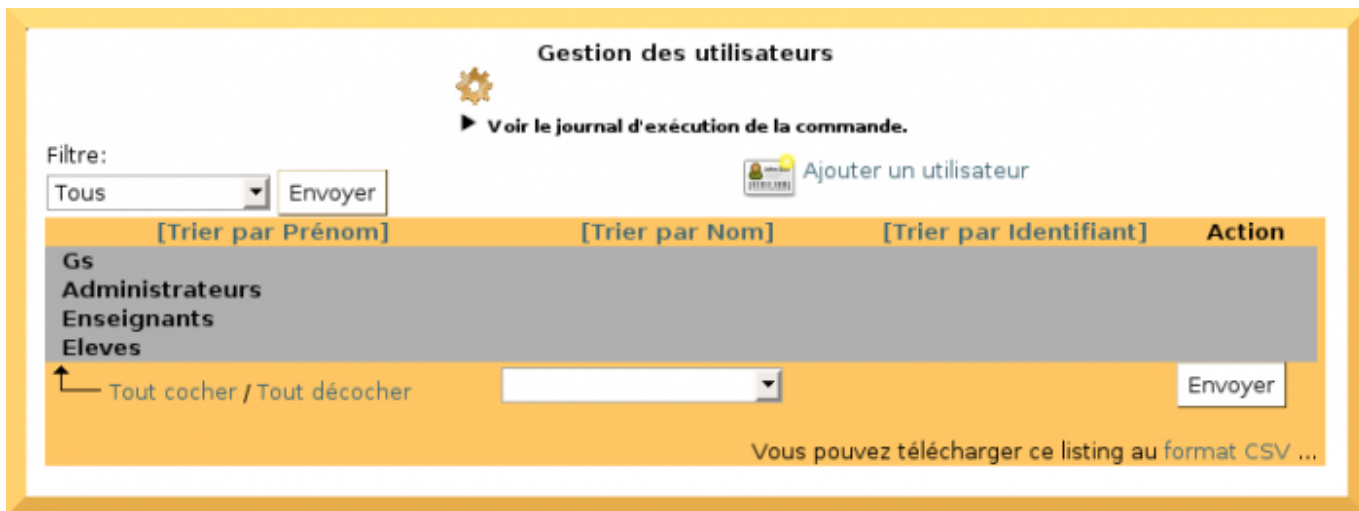 Gestion des utilisateurs
Voir le journal d'exécution de la commande.
Filtre:
Ajouter un utilisateur
Tous Envoyer
[Trier par Prénom] [Trier par Nom] [Trier par Identifiant] Action
Gs
Administrateurs
Enseignants
Eleves
Tout cocher / Tout décocher Envoyer
Vous pouvez télécharger ce listing au format CSV ...